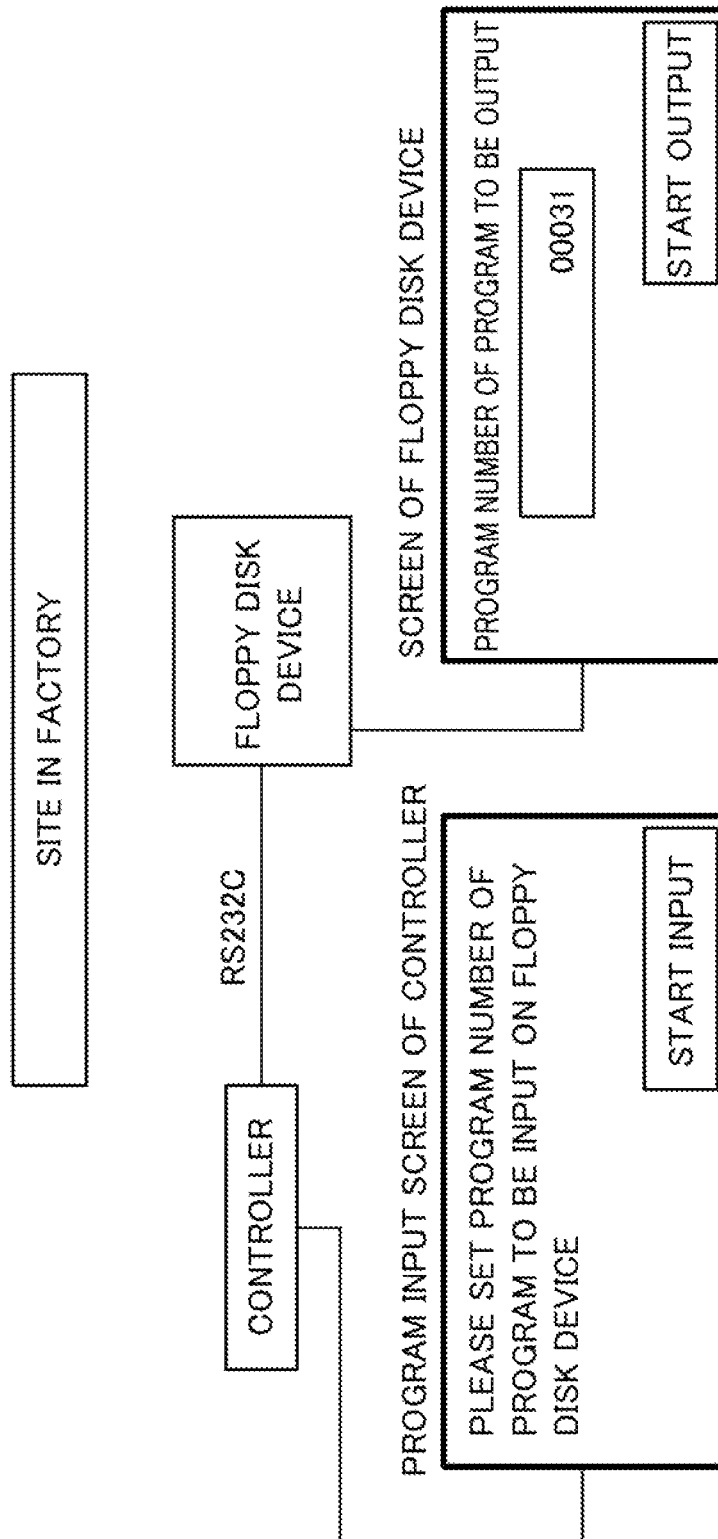 SITE IN FACTORY
CONTROLLER
RS232C
FLOPPY DISK
DEVICE
PROGRAM INPUT SCREEN OF CONTROLLER
PLEASE SET PROGRAM NUMBER OF
PROGRAM TO BE INPUT ON FLOPPY
DISK DEVICE
START INPUT
SCREEN OF FLOPPY DISK DEVICE
PROGRAM NUMBER OF PROGRAM TO BE OUTPUT
00031
START OUTPUT